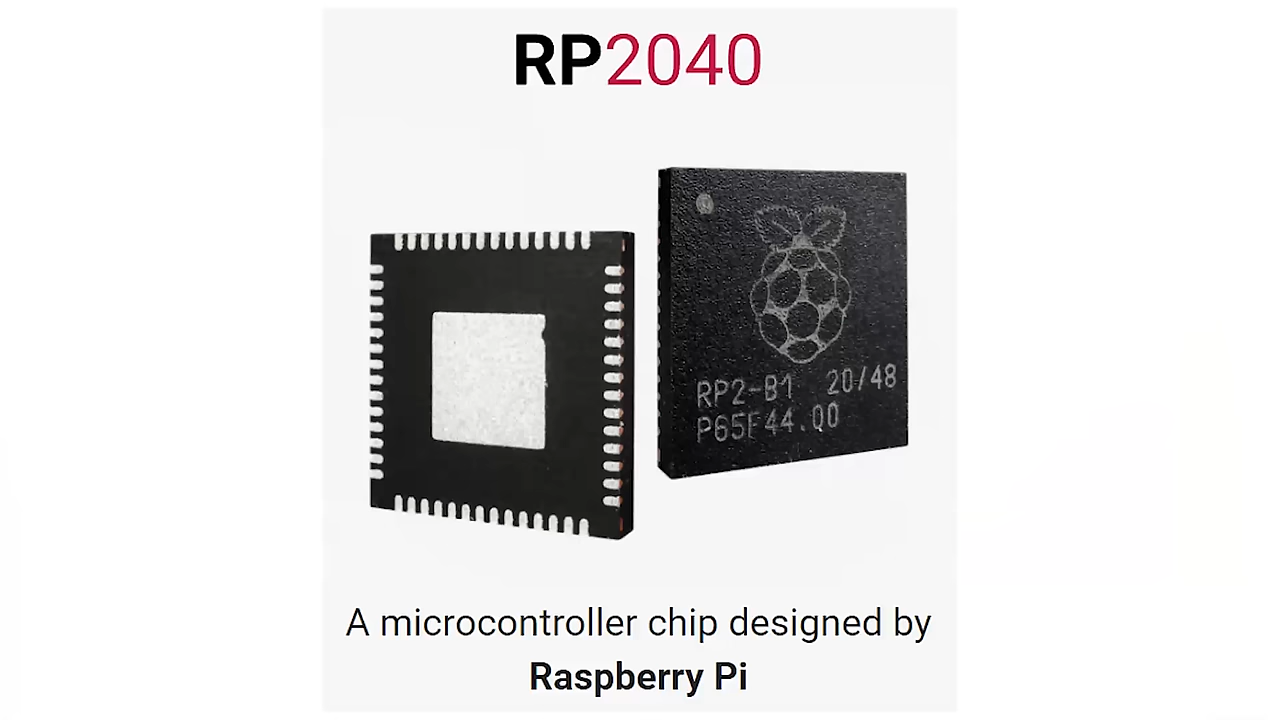 RP2040
RP2-B1 20/48
P65F44.00
A microcontroller chip designed by
Raspberry Pi